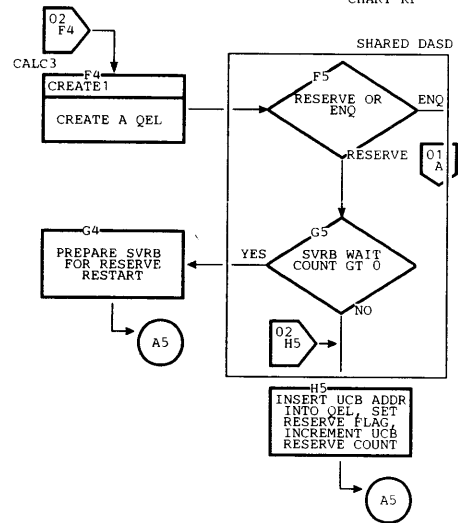 CHART
02
F4
SHARED DASD
CALC3
F4
CREATE1
CREATE A QEL
F5
RESERVE OR
ENQ
ENQ
RESERVE
01
A
G4
PREPARE SVRB
FOR RESERVE
RESTART
YES
G5
SVRB WAIT
COUNT GT 0
NO
A5
02
H5
H5
INSERT UCB ADDR
INTO QEL, SET
RESERVE FLAG,
INCREMENT UCB
RESERVE COUNT
A5